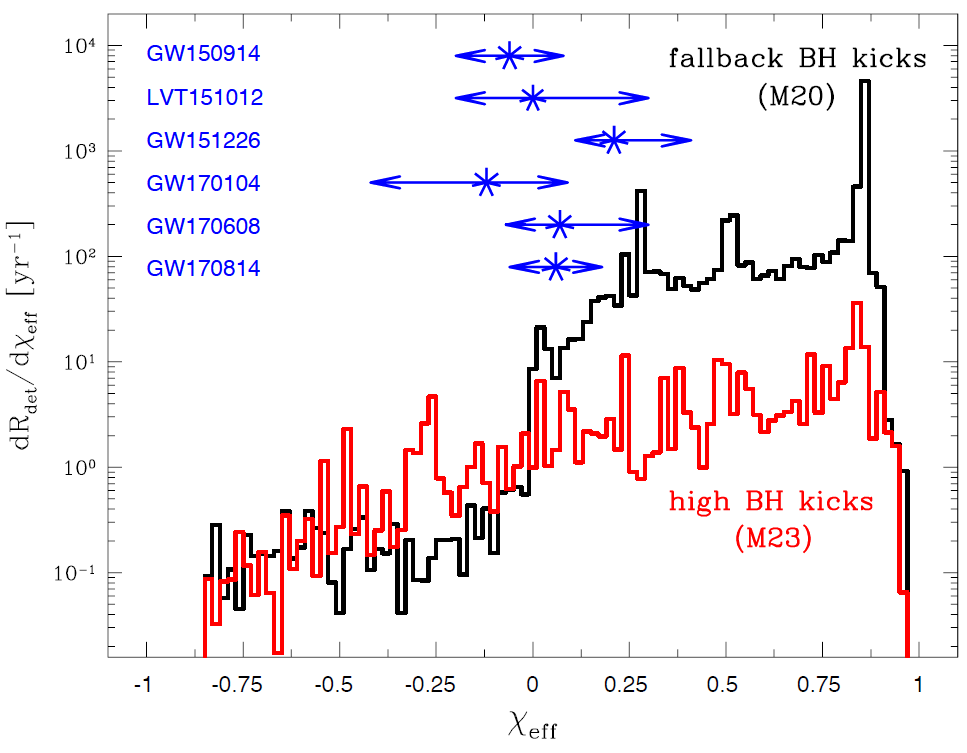 10⁴
10³
10²
10¹
10⁰
10⁻¹
dR_det/dχ_eff [yr⁻¹]
GW150914
LVT151012
GW151226
GW170104
GW170608
GW170814
fallback BH kicks
(M20)
high BH kicks
(M23)
-1 -0.75 -0.5 -0.25 0 0.25 0.5 0.75 1
χ_eff